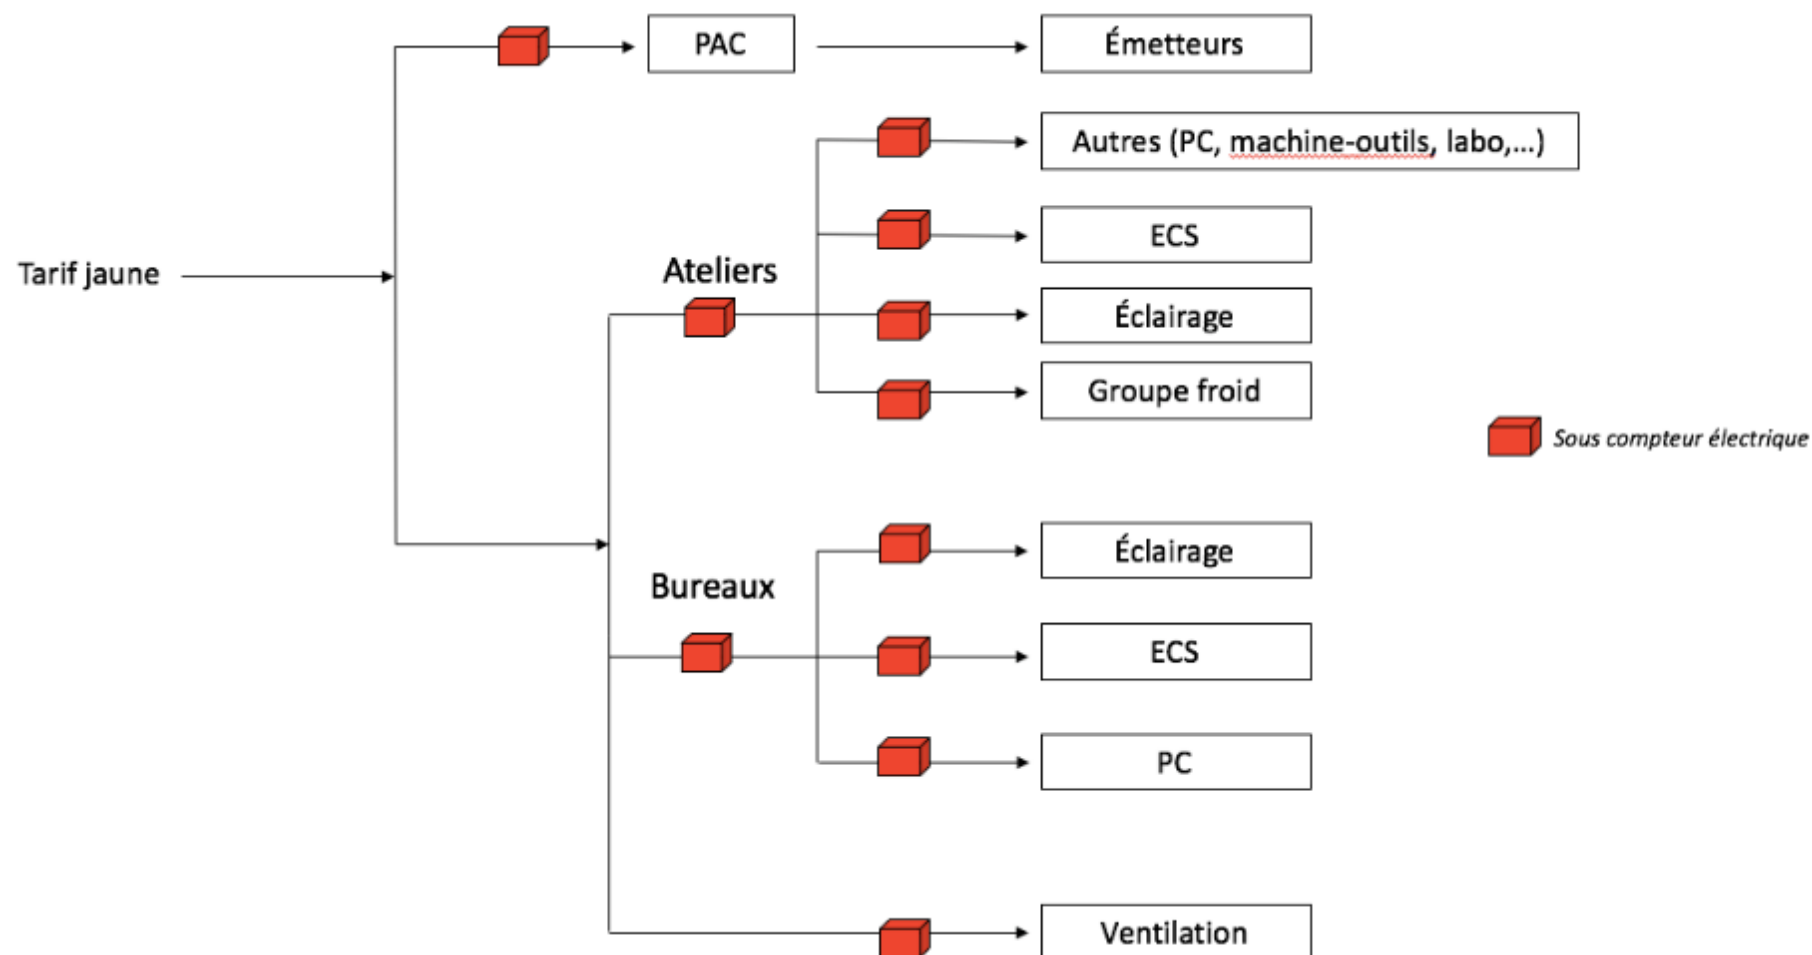 PAC
Émetteurs
Autres (PC, machine-outils, labo,...)
ECS
Tarif jaune
Ateliers
Éclairage
Groupe froid
Sous compteur électrique
Éclairage
Bureaux
ECS
PC
Ventilation